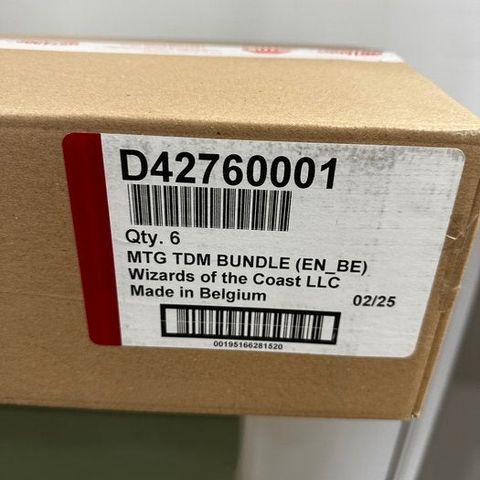 D42760001
Qty. 6
MTG TDM BUNDLE (EN_BE)
Wizards of the Coast LLC
Made in Belgium 02/25
00195166281520